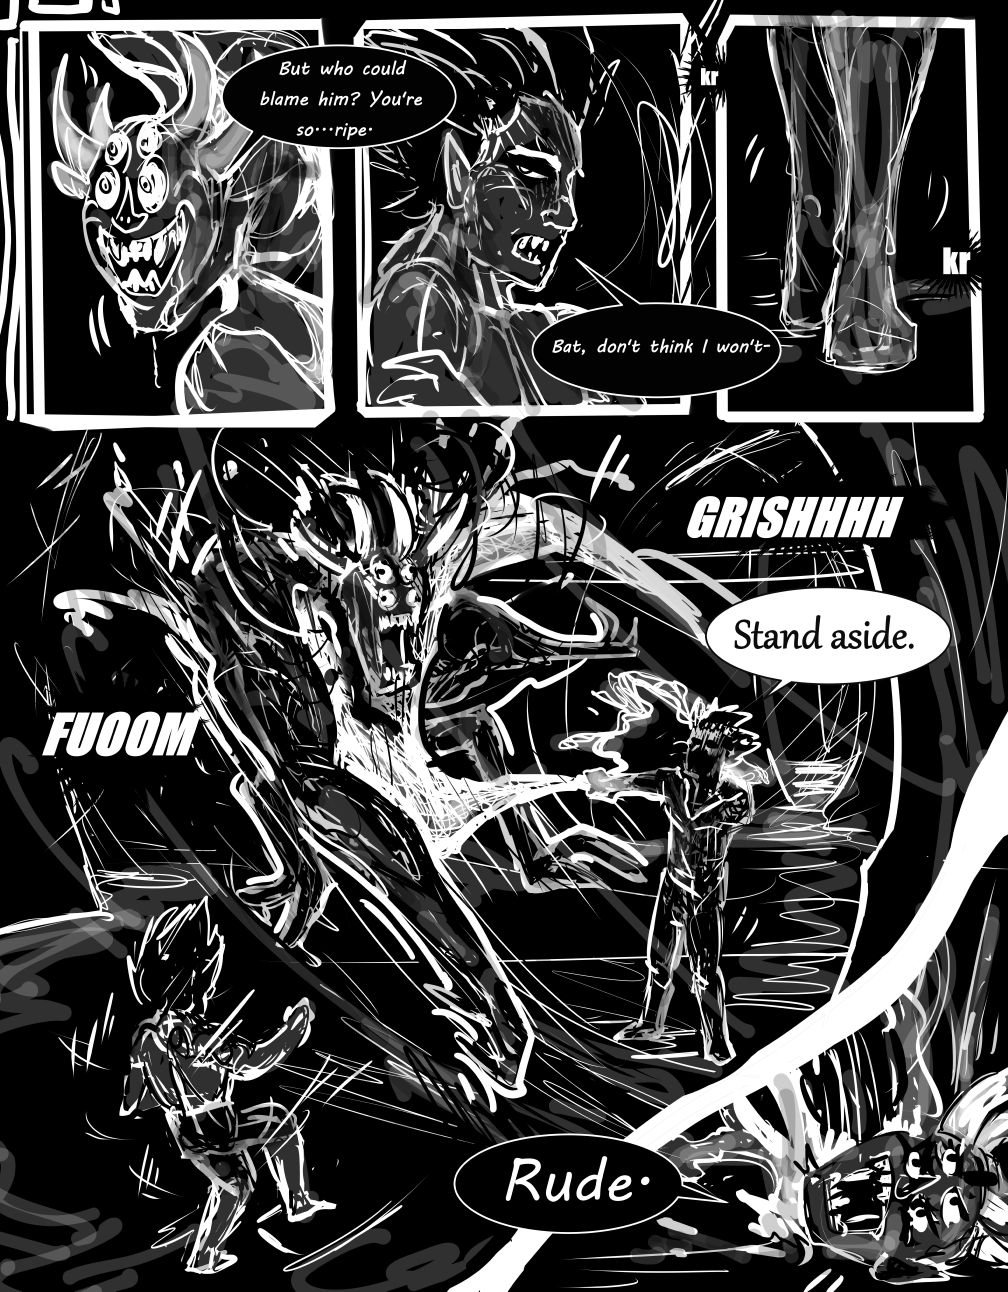 But who could
blame him? You're
so...ripe.
kr
Bat, don't think I won't-
kr
GRISHHHH
Stand aside.
FUOOM
Rude.